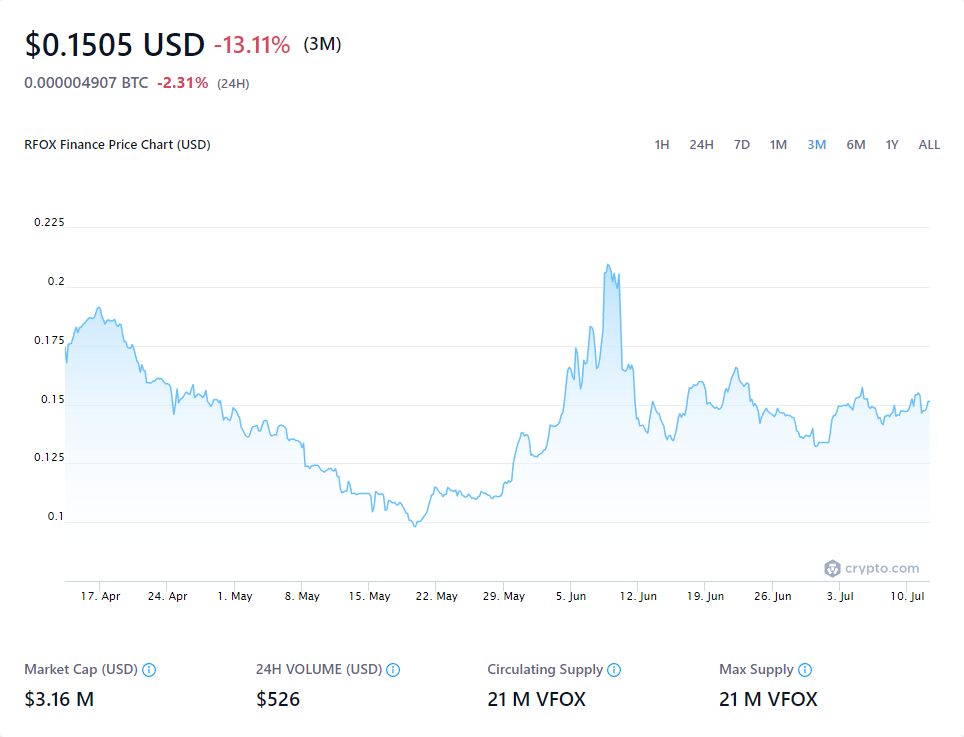 $0.1505 USD -13.11% (3M)
0.000004907 BTC -2.31% (24H)
RFOX Finance Price Chart (USD)
1H 24H 7D 1M 3M 6M 1Y ALL
0.225
0.2
0.175
0.15
0.125
0.1
crypto.com
17. Apr 24. Apr 1. May 8. May 15. May 22. May 29. May 5. Jun 12. Jun 19. Jun 26. Jun 3. Jul 10. Jul
Market Cap (USD) 24H VOLUME (USD) Circulating Supply Max Supply
$3.16 M $526 21 M VFOX 21 M VFOX